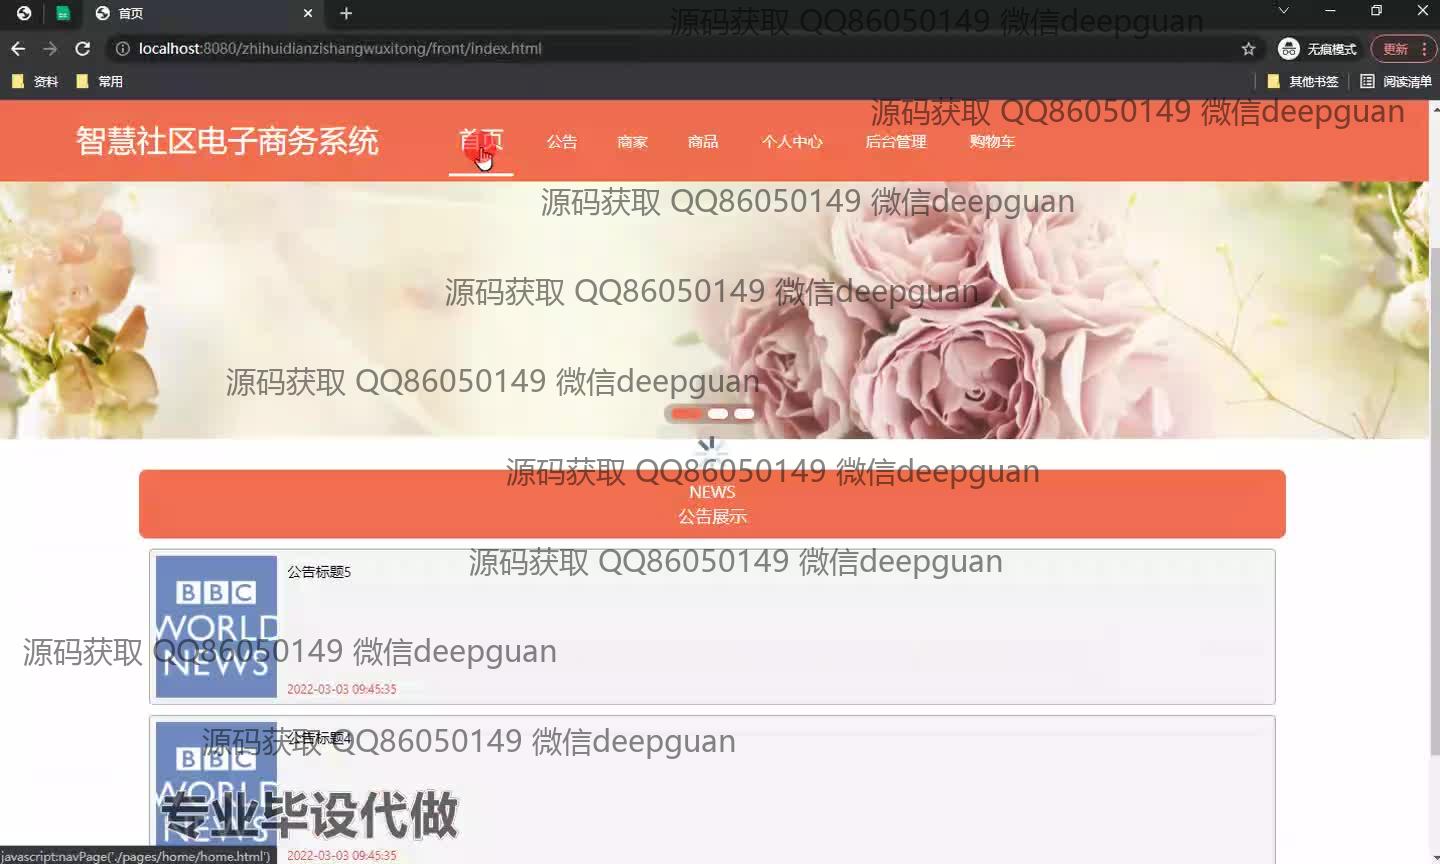 首页
源码获取 QQ86050149 微信deepguan
localhost:8080/zhihuidianzishangwuxitong/front/index.html
无痕模式
更新
资料
常用
其他书签
阅读清单
源码获取 QQ86050149 微信deepguan
智慧社区电子商务系统
首页
公告
商家
商品
个人中心
后台管理
购物车
源码获取 QQ86050149 微信deepguan
源码获取 QQ86050149 微信deepguan
源码获取 QQ86050149 微信deepguan
源码获取 QQ86050149 微信deepguan
NEWS
公告展示
源码获取 QQ86050149 微信deepguan
公告标题5
BBC
WORLD
NEWS
源码获取 QQ86050149 微信deepguan
2022-03-03 09:45:35
公告标题4
源码获取 QQ86050149 微信deepguan
BBC
WORLD
NEWS
专业毕设代做
2022-03-03 09:45:35
javascript:navPage('./pages/home/home.html')